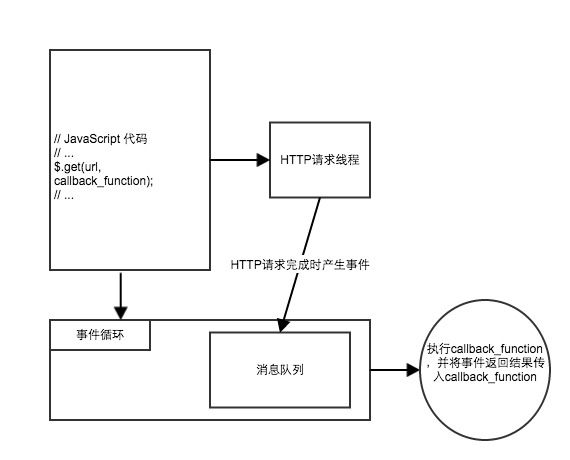 // JavaScript 代码
// ...
$.get(url,
callback_function);
// ...
HTTP请求线程
HTTP请求完成时产生事件
事件循环
消息队列
执行callback_function
，并将事件返回结果传
入callback_function